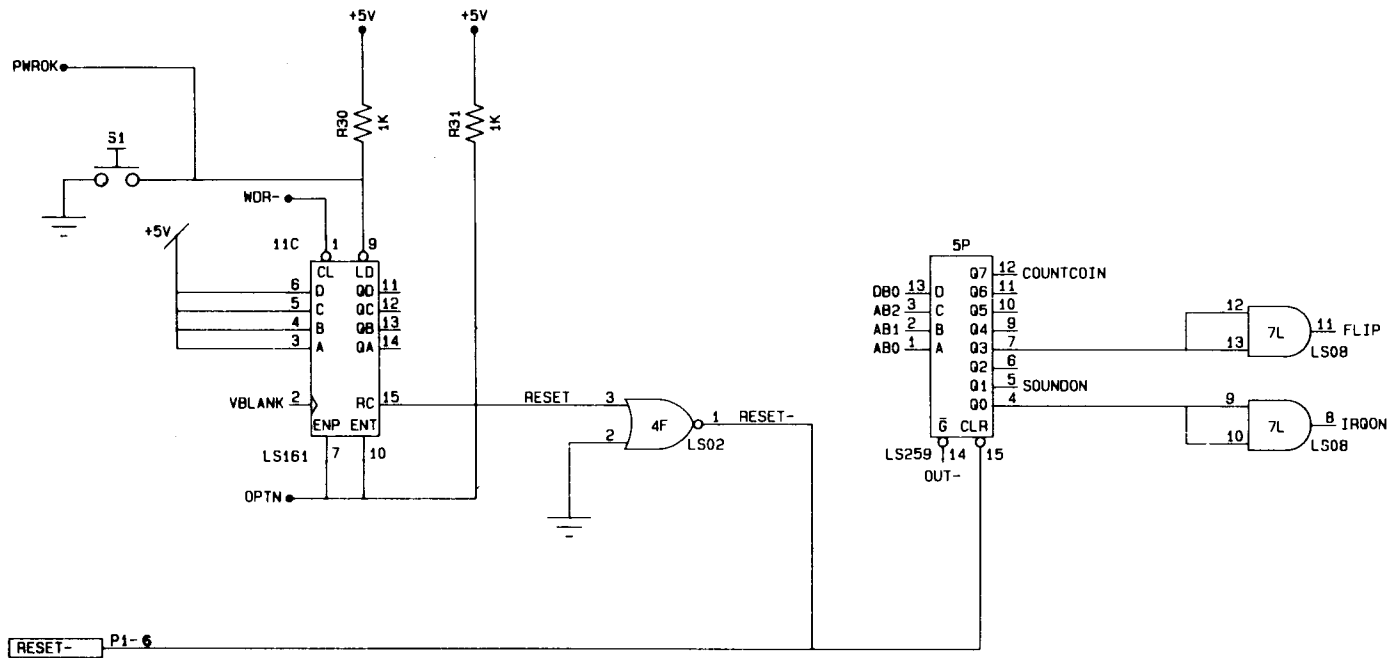 +5V
+5V
PWROK
R30
1K
R31
1K
S1
WDR-
+5V
11C
1
9
CL
LD
6
D
QD
11
5
C
QC
12
4
B
QB
13
3
A
QA
14
VBLANK
2
RC
15
RESET
ENP
ENT
LS161
7
10
OPTN
3
2
4F
1
RESET-
LS02
5P
Q7
12
COUNTCOIN
DB0
13
D
Q6
11
AB2
3
C
Q5
10
AB1
2
B
Q4
9
AB0
1
A
Q3
7
Q2
6
Q1
5
SOUNDON
Q0
4
G
CLR
LS259
14
15
OUT-
12
13
7L
11
FLIP
LS08
9
10
7L
8
IRQON
LS08
RESET-
P1-6